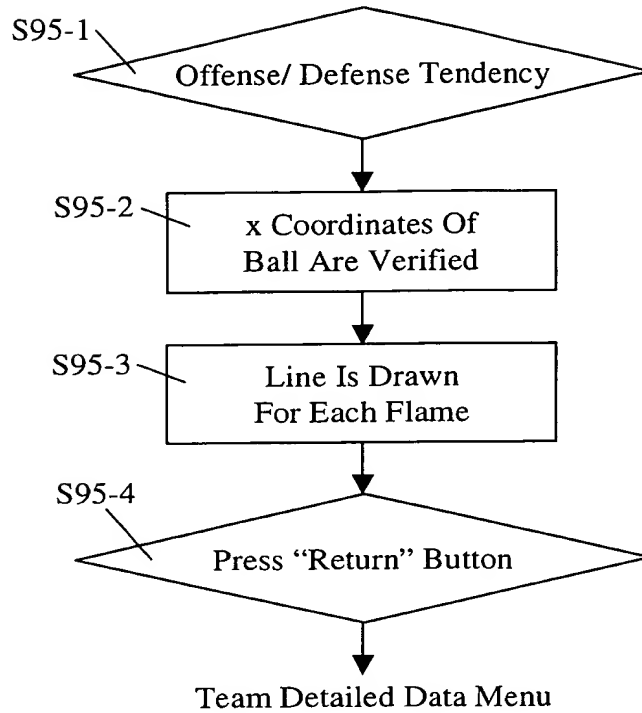 S95-1
Offense/ Defense Tendency
S95-2
x Coordinates Of
Ball Are Verified
S95-3
Line Is Drawn
For Each Flame
S95-4
Press “Return” Button
Team Detailed Data Menu